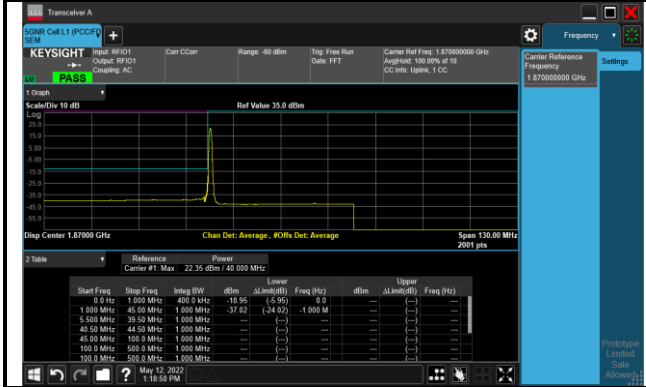 Transceiver A
5GNR Cell L1 (PCC/FD
SEM
Frequency
KEYSIGHT Input: RFIO1 Corr CCorr Range: -60 dBm Trig: Free Run Carrier Ref Freq: 1.870000000 GHz
Output: RFIO1 Gate: FFT Avg|Hold: 100.00% of 10
Coupling: AC CC Info: Uplink, 1 CC
PASS
Carrier Reference
Frequency
1.870000000 GHz
Settings
1 Graph
Scale/Div 10 dB Ref Value 35.0 dBm
Log
25.0
15.0
5.00
-5.00
-15.0
-25.0
-35.0
-45.0
-55.0
Disp Center 1.87000 GHz Chan Det: Average, #Offs Det: Average Span 130.00 MHz
2001 pts
2 Table Reference Power
Carrier #1: Max 22.35 dBm / 40.000 MHz
Lower Upper
Start Freq Stop Freq Integ BW dBm ΔLimit(dB) Freq (Hz) dBm ΔLimit(dB) Freq (Hz)
0.0 Hz 1.000 MHz 400.0 kHz -18.95 (-5.95) 0.0 --- (---) ---
1.000 MHz 45.00 MHz 1.000 MHz -37.02 (-24.02) -1.000 M --- (---) ---
5.500 MHz 39.50 MHz 1.000 MHz --- (---) --- --- (---) ---
40.50 MHz 44.50 MHz 1.000 MHz --- (---) --- --- (---) ---
45.00 MHz 100.0 MHz 1.000 MHz --- (---) --- --- (---) ---
100.0 MHz 500.0 MHz 1.000 MHz --- (---) --- --- (---) ---
100.0 MHz 500.0 MHz 1.000 MHz --- (---) --- --- (---) ---
May 12, 2022
1:18:50 PM
Prototype
Limited
Sale
Allowed